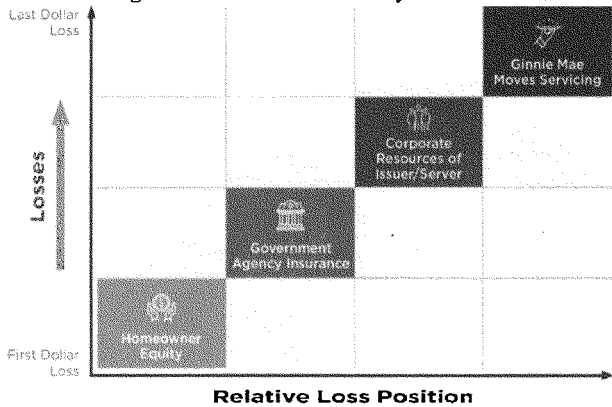 Last Dollar
Loss
Ginnie Mae
Moves Servicing
Corporate
Resources of
Issuer/Server
Losses
Government
Agency Insurance
Homeowner
Equity
First Dollar
Loss
Relative Loss Position